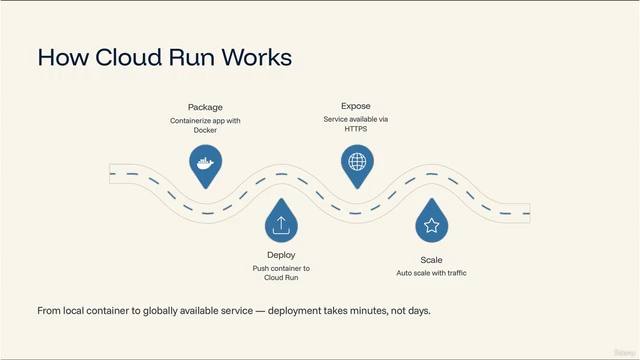 How Cloud Run Works
Package
Containerize app with
Docker
Expose
Service available via
HTTPS
Deploy
Push container to
Cloud Run
Scale
Auto scale with traffic
From local container to globally available service — deployment takes minutes, not days.
Udemy